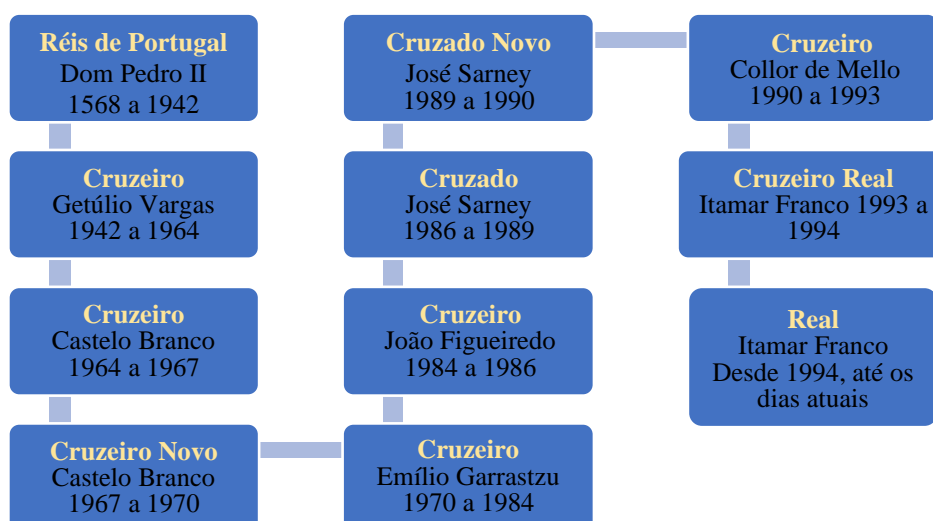 Réis de Portugal
Dom Pedro II
1568 a 1942
Cruzeiro
Getúlio Vargas
1942 a 1964
Cruzeiro
Castelo Branco
1964 a 1967
Cruzeiro Novo
Castelo Branco
1967 a 1970
Cruzeiro
Emílio Garrastzu
1970 a 1984
Cruzeiro
João Figueiredo
1984 a 1986
Cruzado
José Sarney
1986 a 1989
Cruzado Novo
José Sarney
1989 a 1990
Cruzeiro
Collor de Mello
1990 a 1993
Cruzeiro Real
Itamar Franco 1993 a
1994
Real
Itamar Franco
Desde 1994, até os
dias atuais